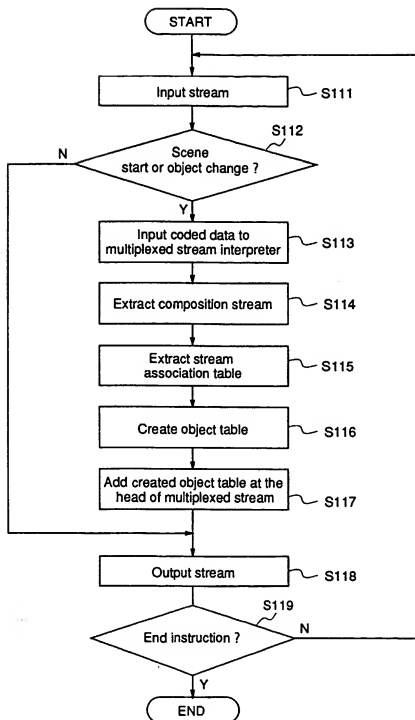 START
Input stream
S111
S112
N
Scene
start or object change ?
Y
Input coded data to
multiplexed stream interpreter
S113
Extract composition stream
S114
Extract stream
association table
S115
Create object table
S116
Add created object table at the
head of multiplexed stream
S117
Output stream
S118
S119
End instruction ?
N
Y
END